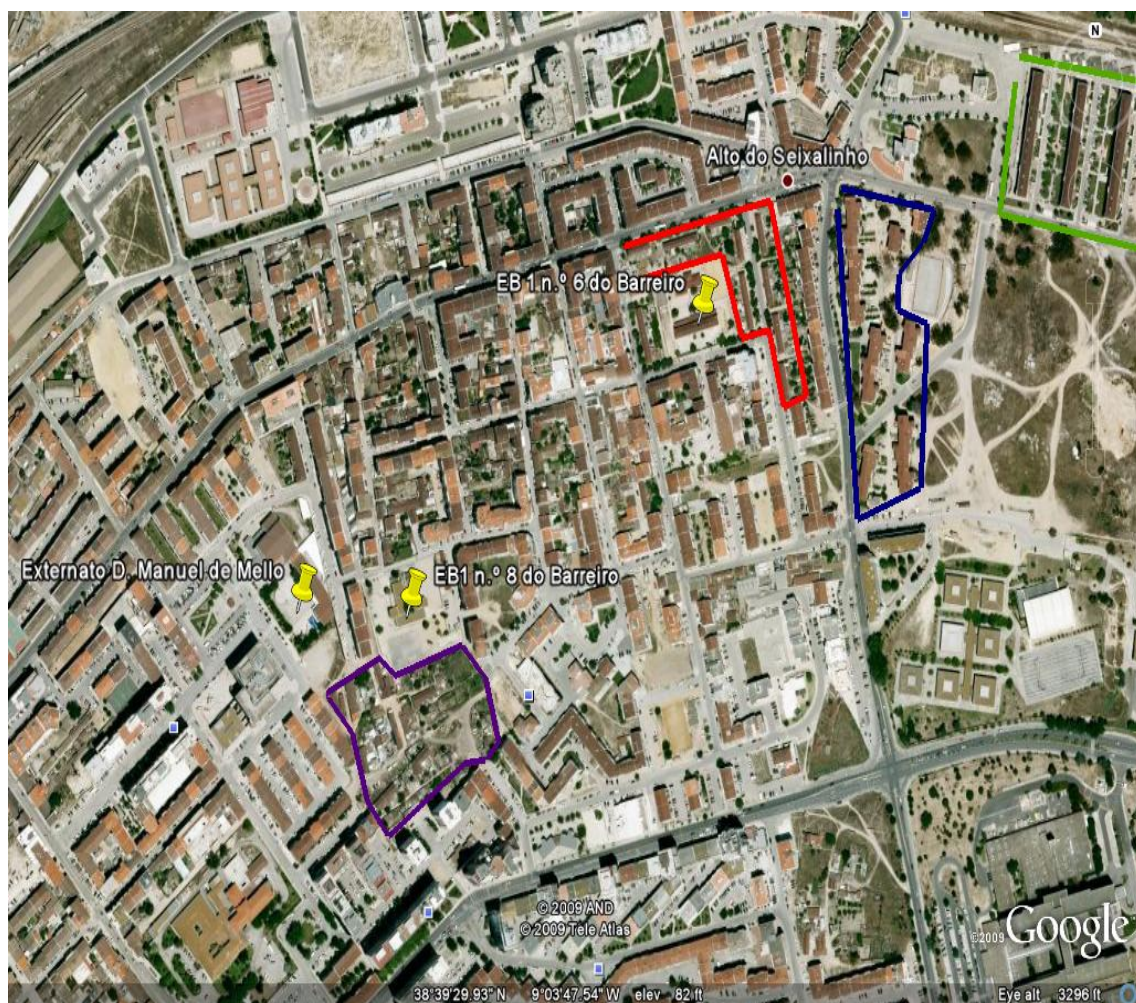 N
Alto do Seixalinho
EB 1 n.º 6 do Barreiro
Externato D. Manuel de Mello
EB1 n.º 8 do Barreiro
© 2009 AND
© 2009 Tele Atlas
©2009 Google
38°39'29.93" N 9°03'47.54" W elev 82 ft
Eye alt 3296 ft